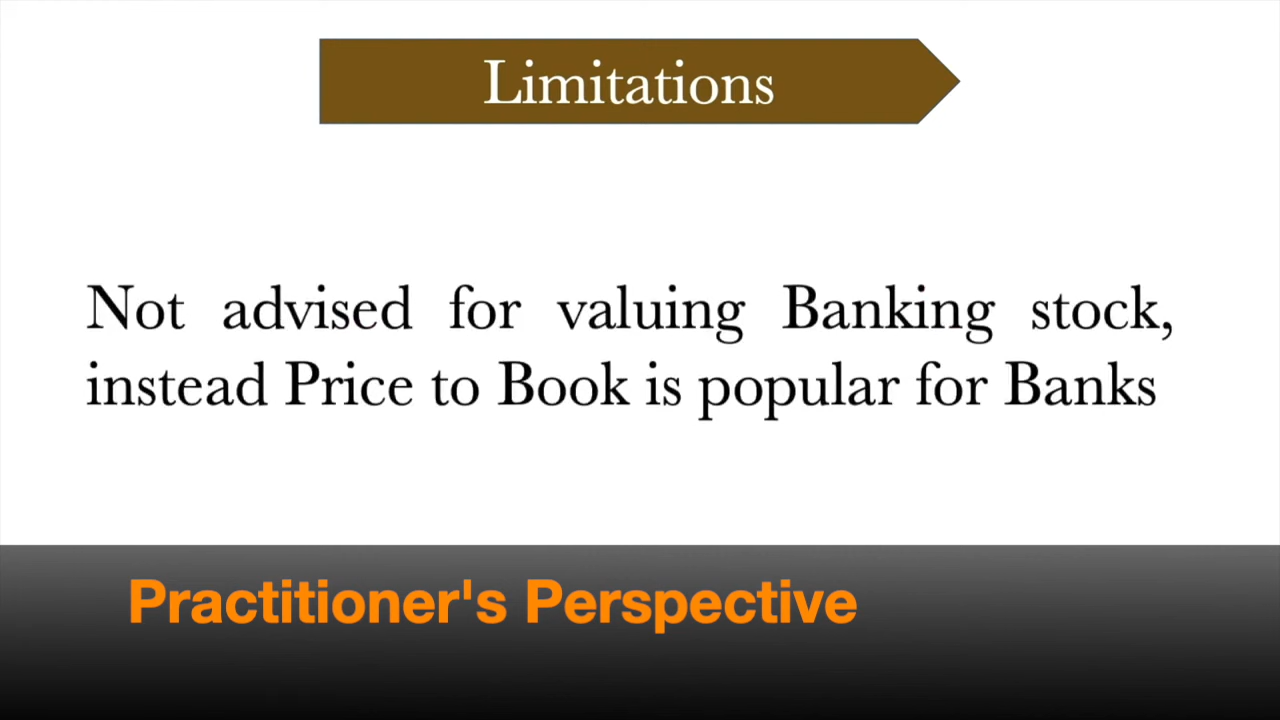 Limitations
Not advised for valuing Banking stock,
instead Price to Book is popular for Banks
Practitioner's Perspective